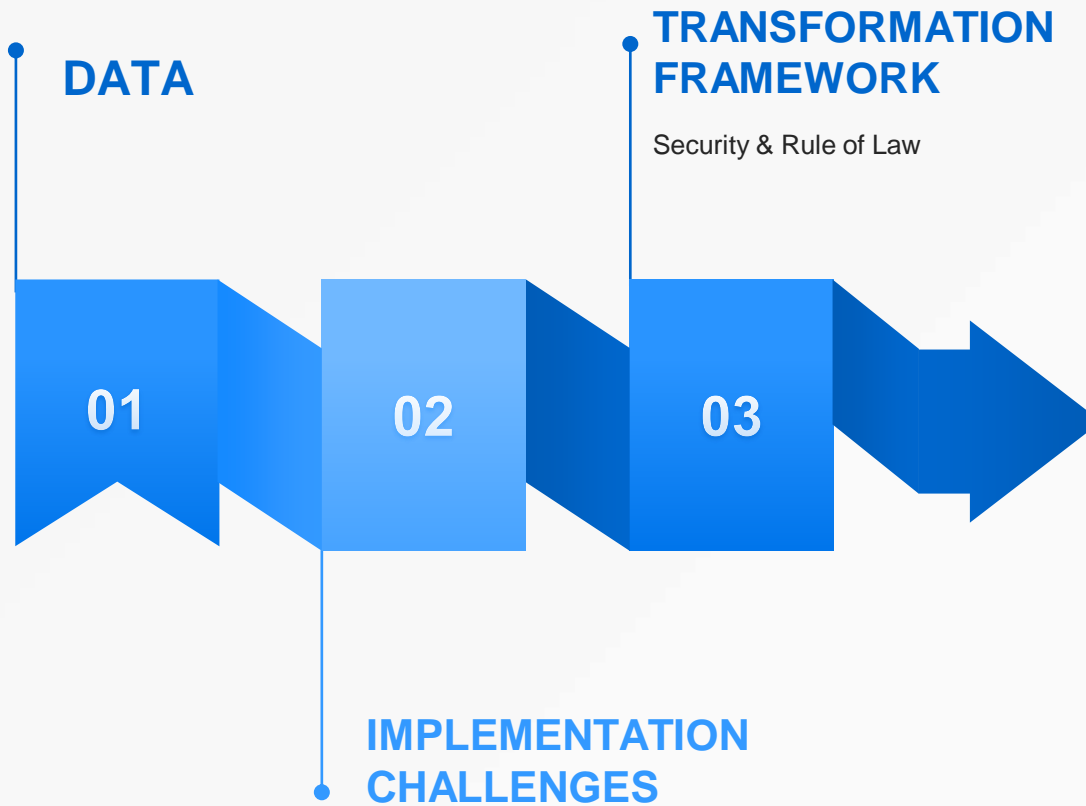 DATA
01
IMPLEMENTATION
CHALLENGES
02
TRANSFORMATION
FRAMEWORK
Security & Rule of Law
03